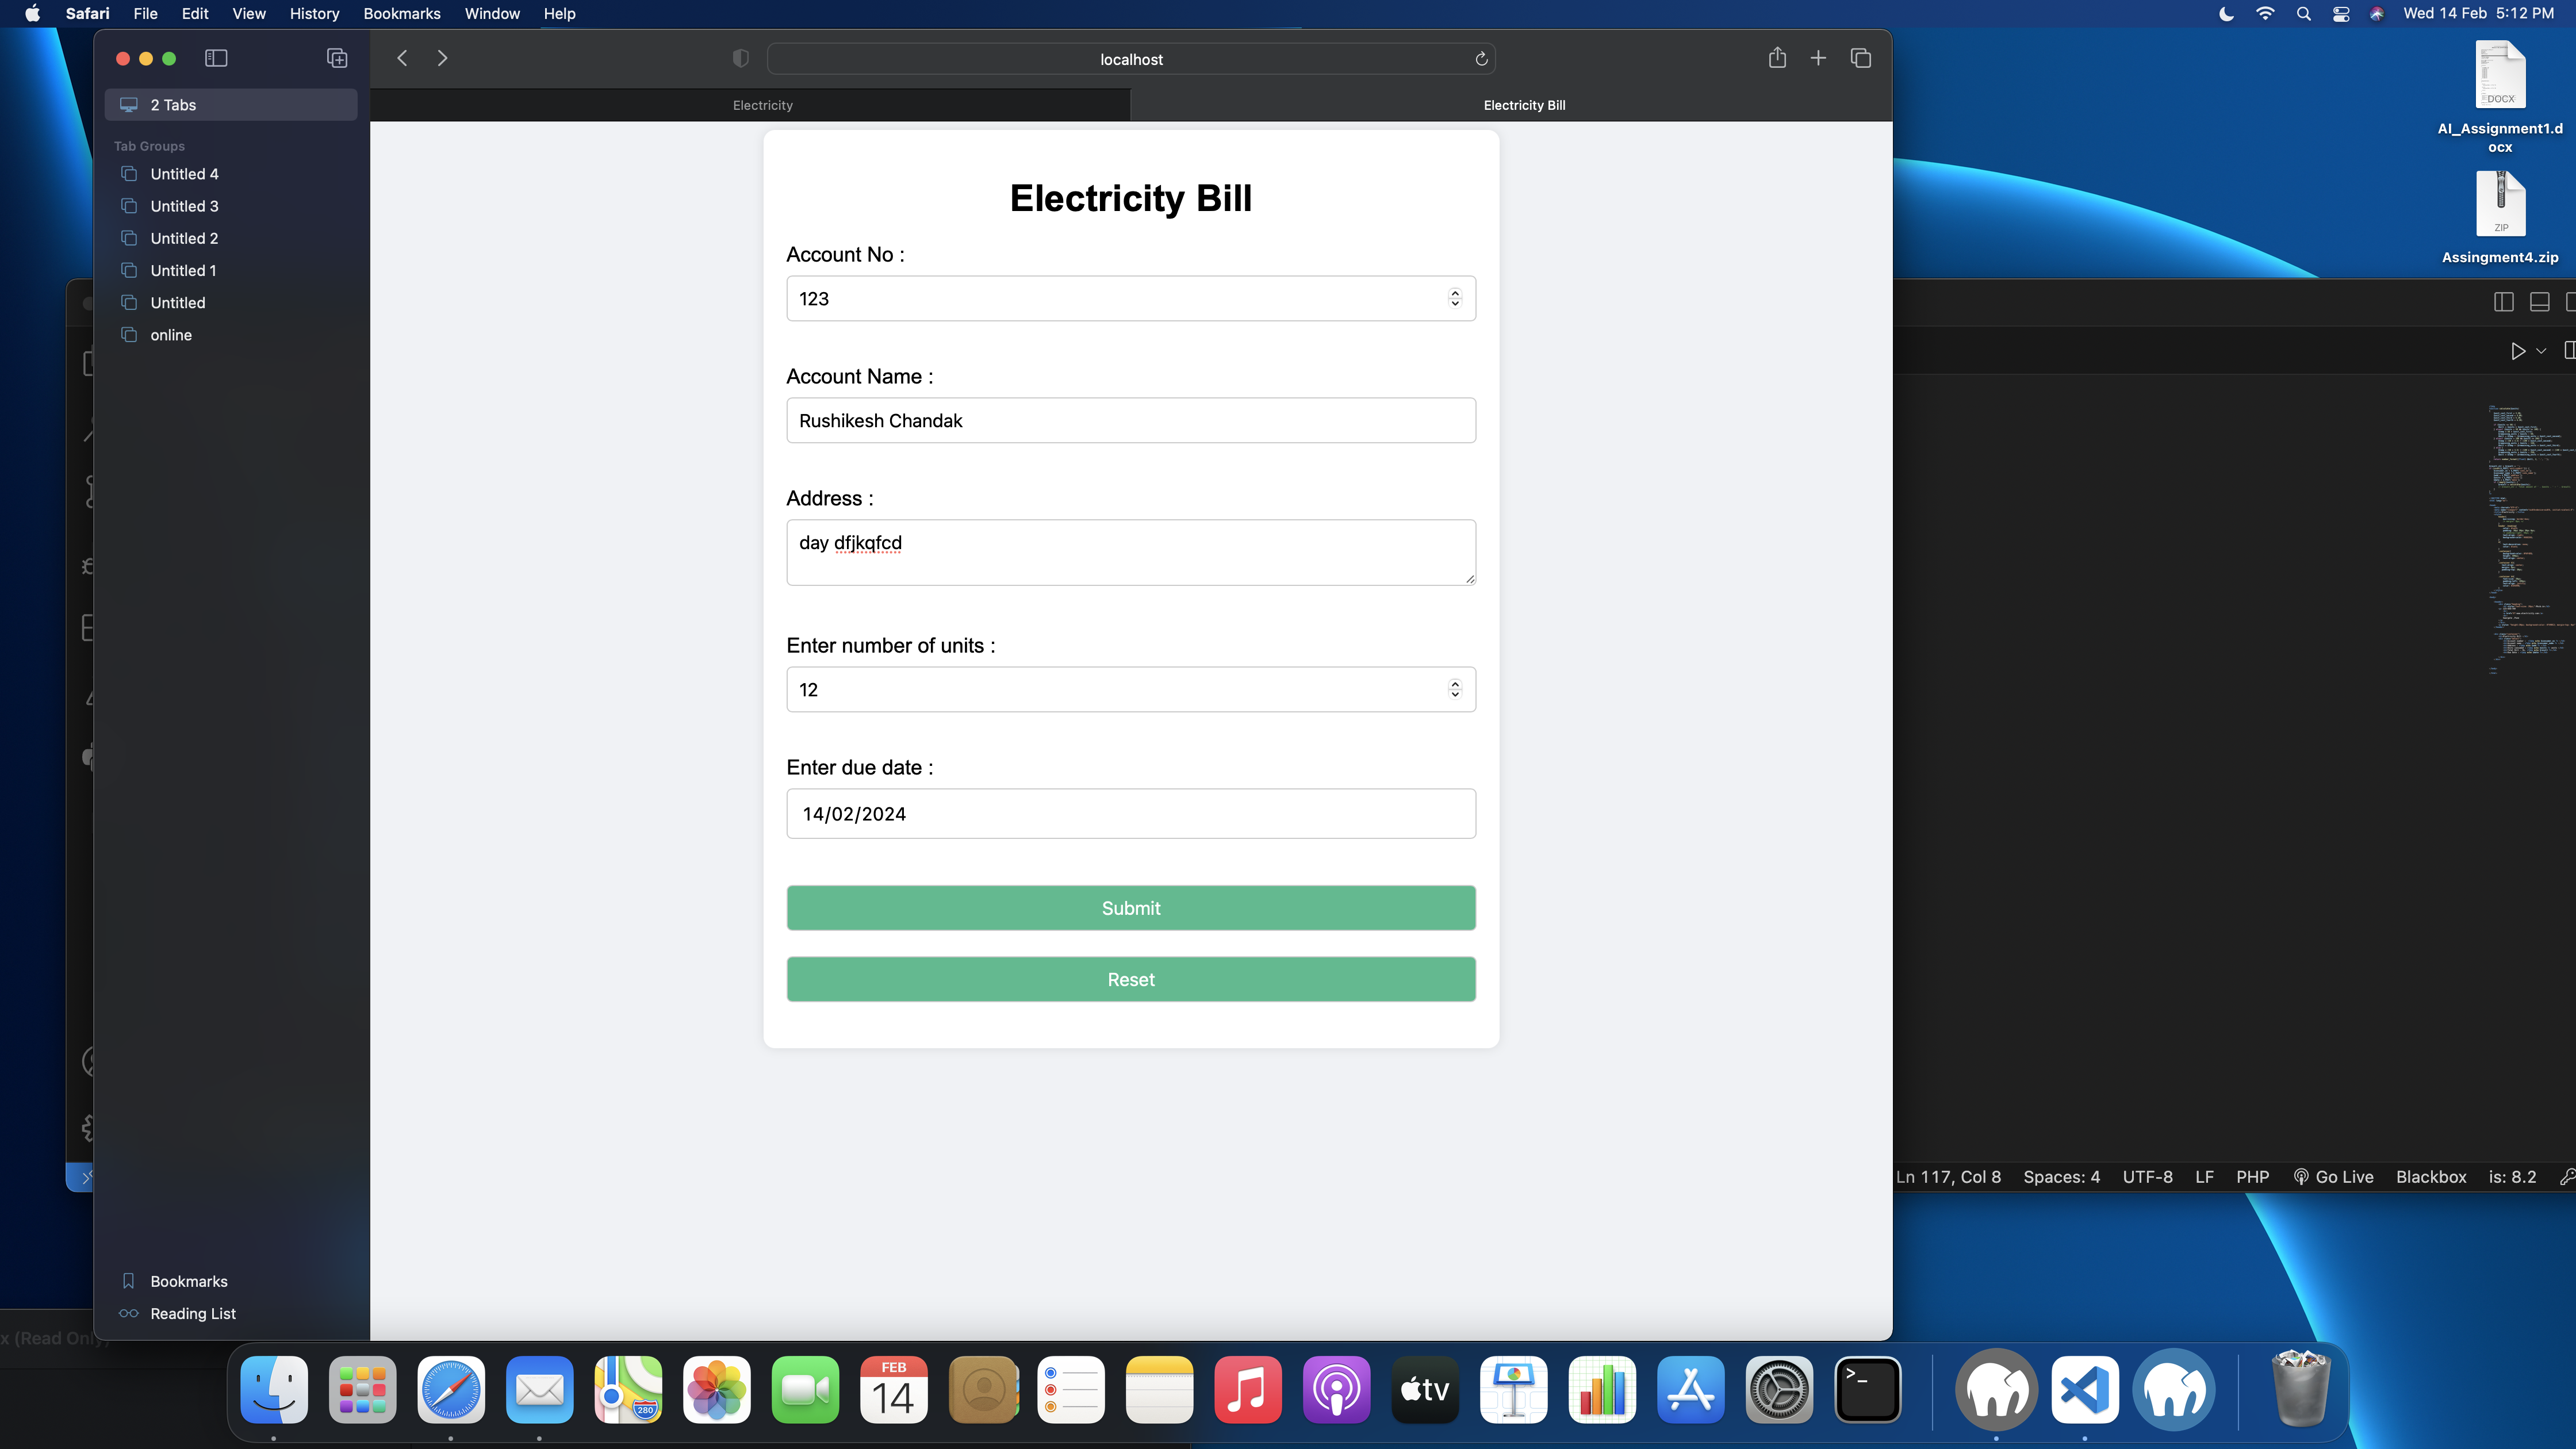 Safari File Edit View History Bookmarks Window Help
Wed 14 Feb 5:12 PM
localhost
2 Tabs
Electricity
Electricity Bill
Tab Groups
Untitled 4
Untitled 3
Untitled 2
Untitled 1
Untitled
online
Bookmarks
Reading List
Electricity Bill
Account No :
123
Account Name :
Rushikesh Chandak
Address :
day dfjkqfcd
Enter number of units :
12
Enter due date :
14/02/2024
Submit
Reset
DOCX
AI_Assignment1.d
ocx
ZIP
Assingment4.zip
Ln 117, Col 8 Spaces: 4 UTF-8 LF PHP Go Live Blackbox is: 8.2
x (Read Only)
280
FEB
14
tv
>_